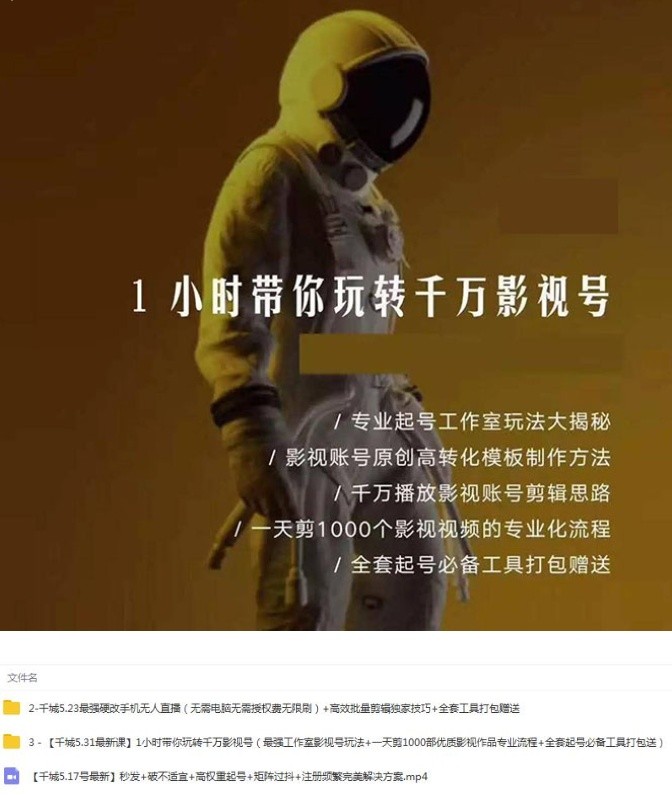 1 小时带你玩转千万影视号
/ 专业起号工作室玩法大揭秘
/ 影视账号原创高转化模板制作方法
/ 千万播放影视账号剪辑思路
/ 一天剪1000个影视视频的专业化流程
/ 全套起号必备工具打包赠送
文件名
2-千城5.23最强硬改手机无人直播（无需电脑无需授权费无限刷）+高效批量剪辑独家技巧+全套工具打包赠送
3 - 【千城5.31最新课】1小时带你玩转千万影视号（最强工作室影视号玩法+一天剪1000部优质影视作品专业流程+全套起号必备工具打包送）
【千城5.17号最新】秒发+破不适宜+高权重起号+矩阵过抖+注册频繁完美解决方案.mp4